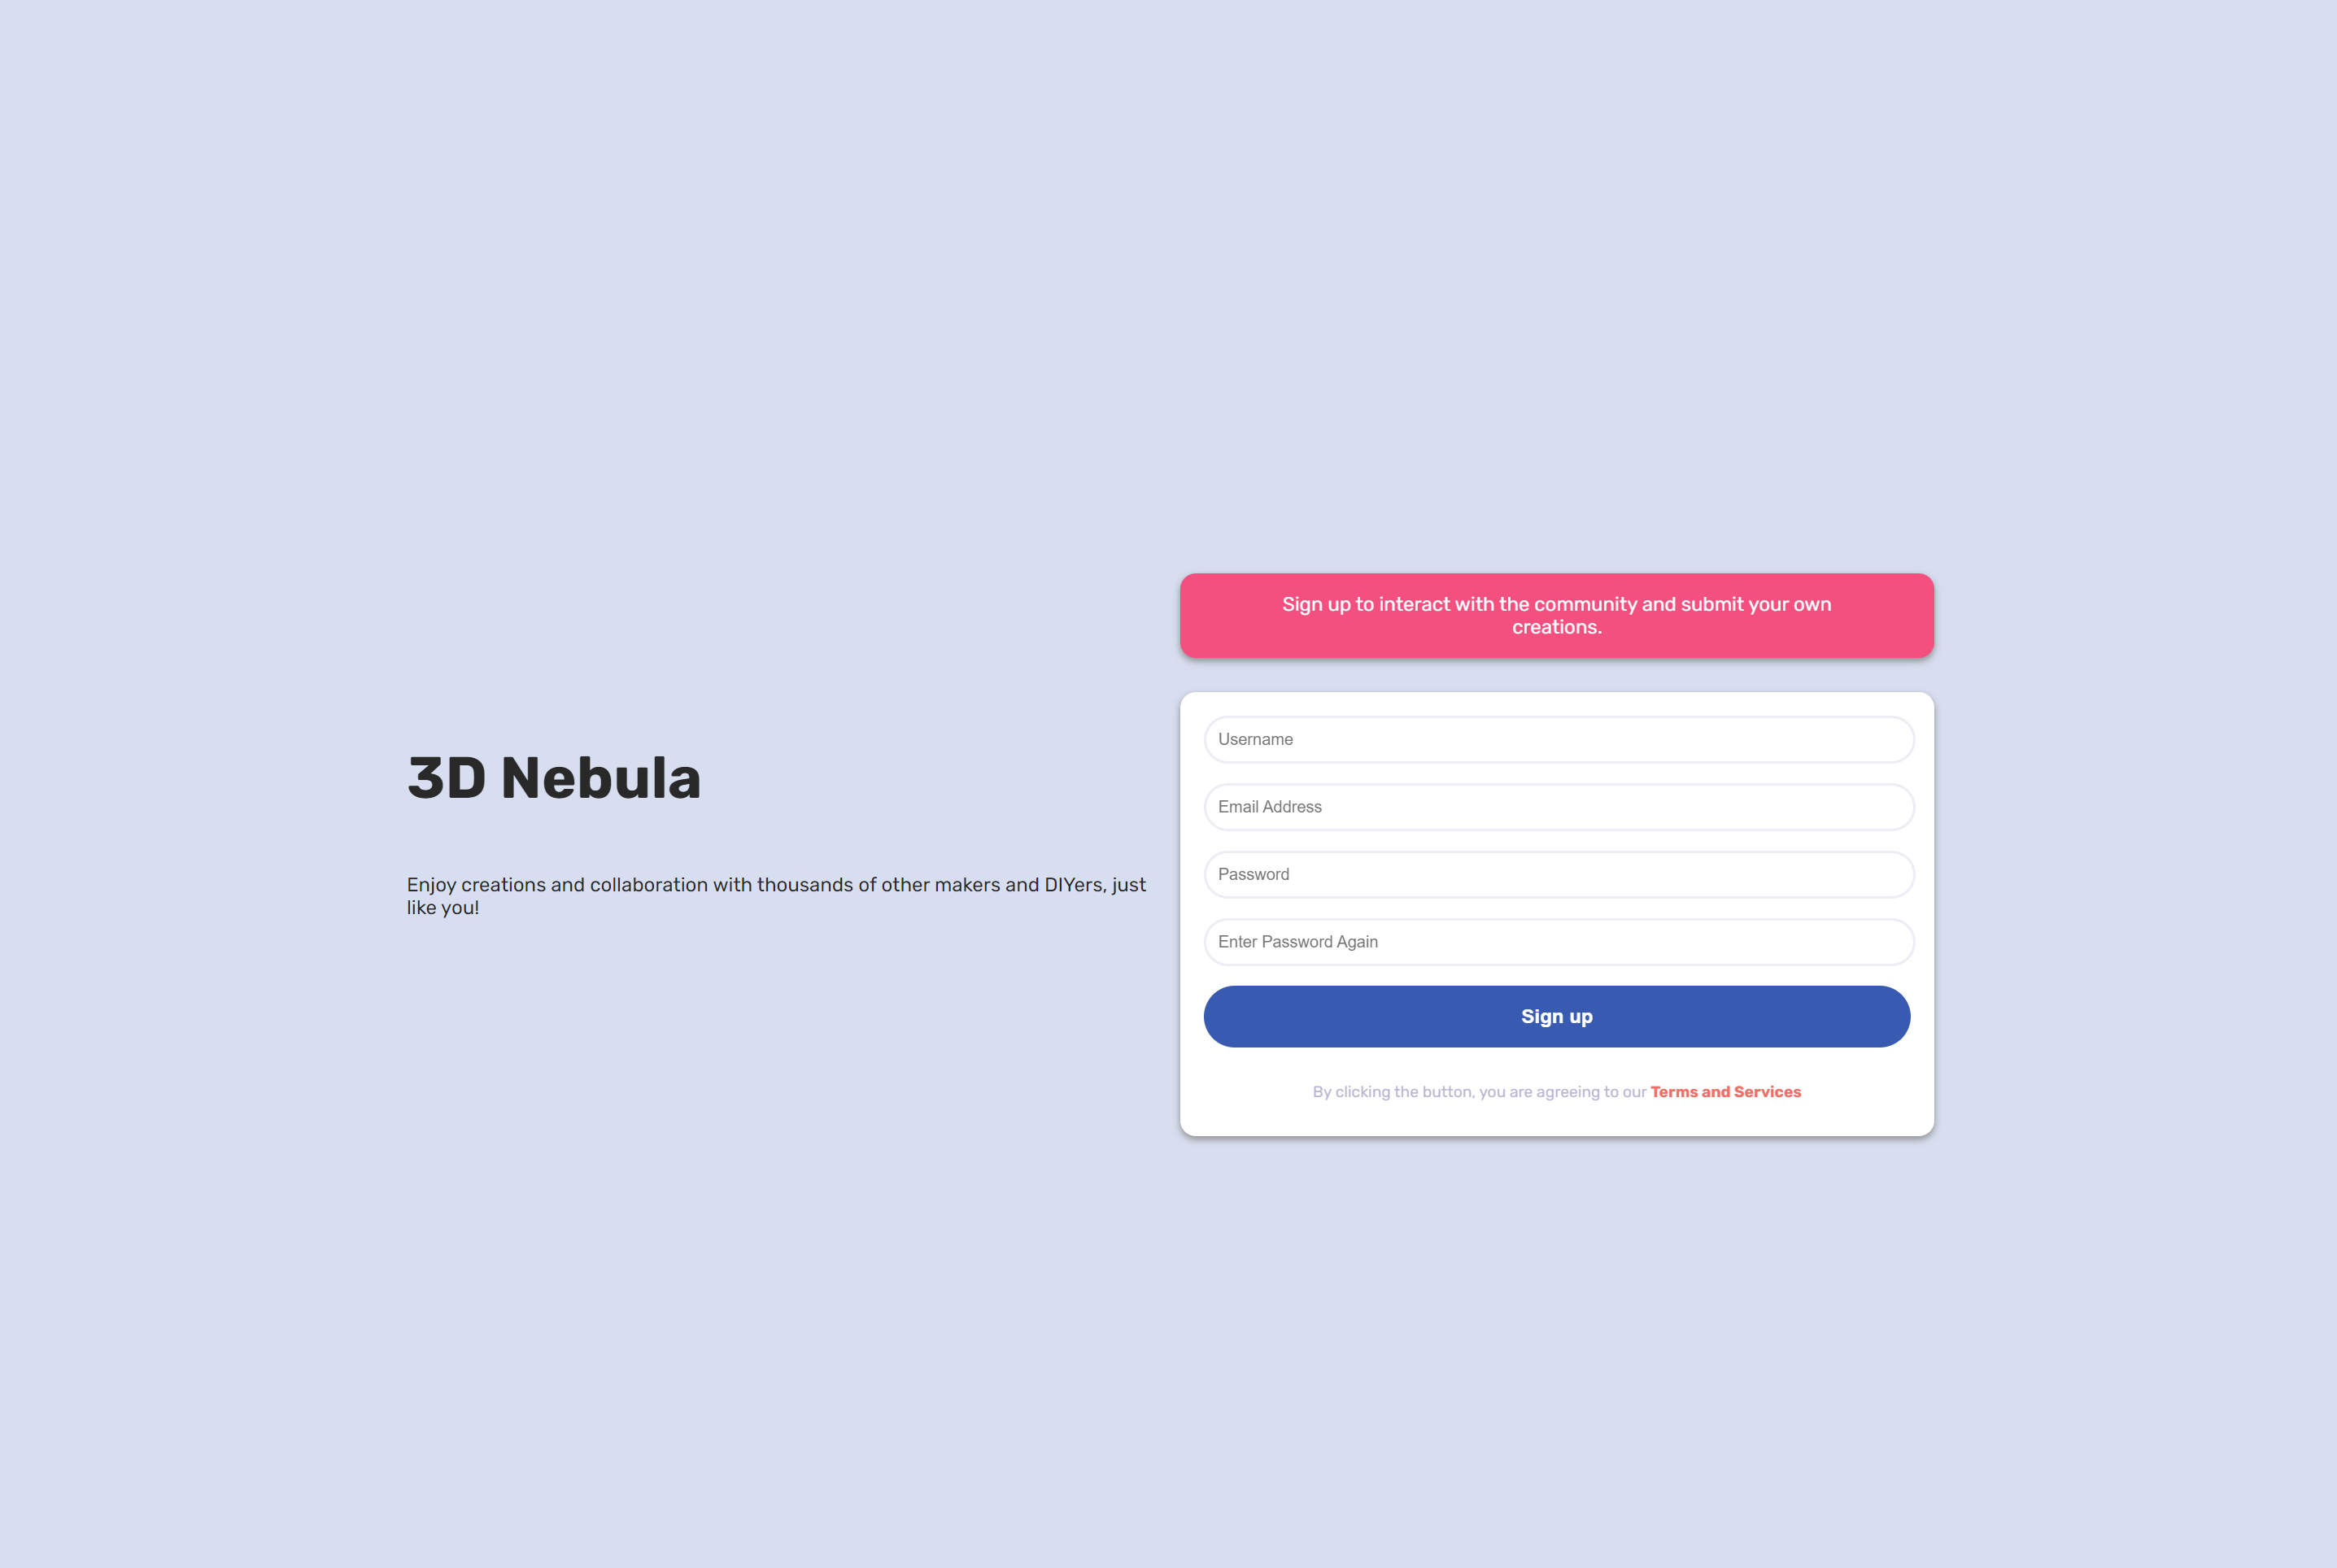 3D Nebula
Enjoy creations and collaboration with thousands of other makers and DIYers, just
like you!
Sign up to interact with the community and submit your own
creations.
Username
Email Address
Password
Enter Password Again
Sign up
By clicking the button, you are agreeing to our Terms and Services